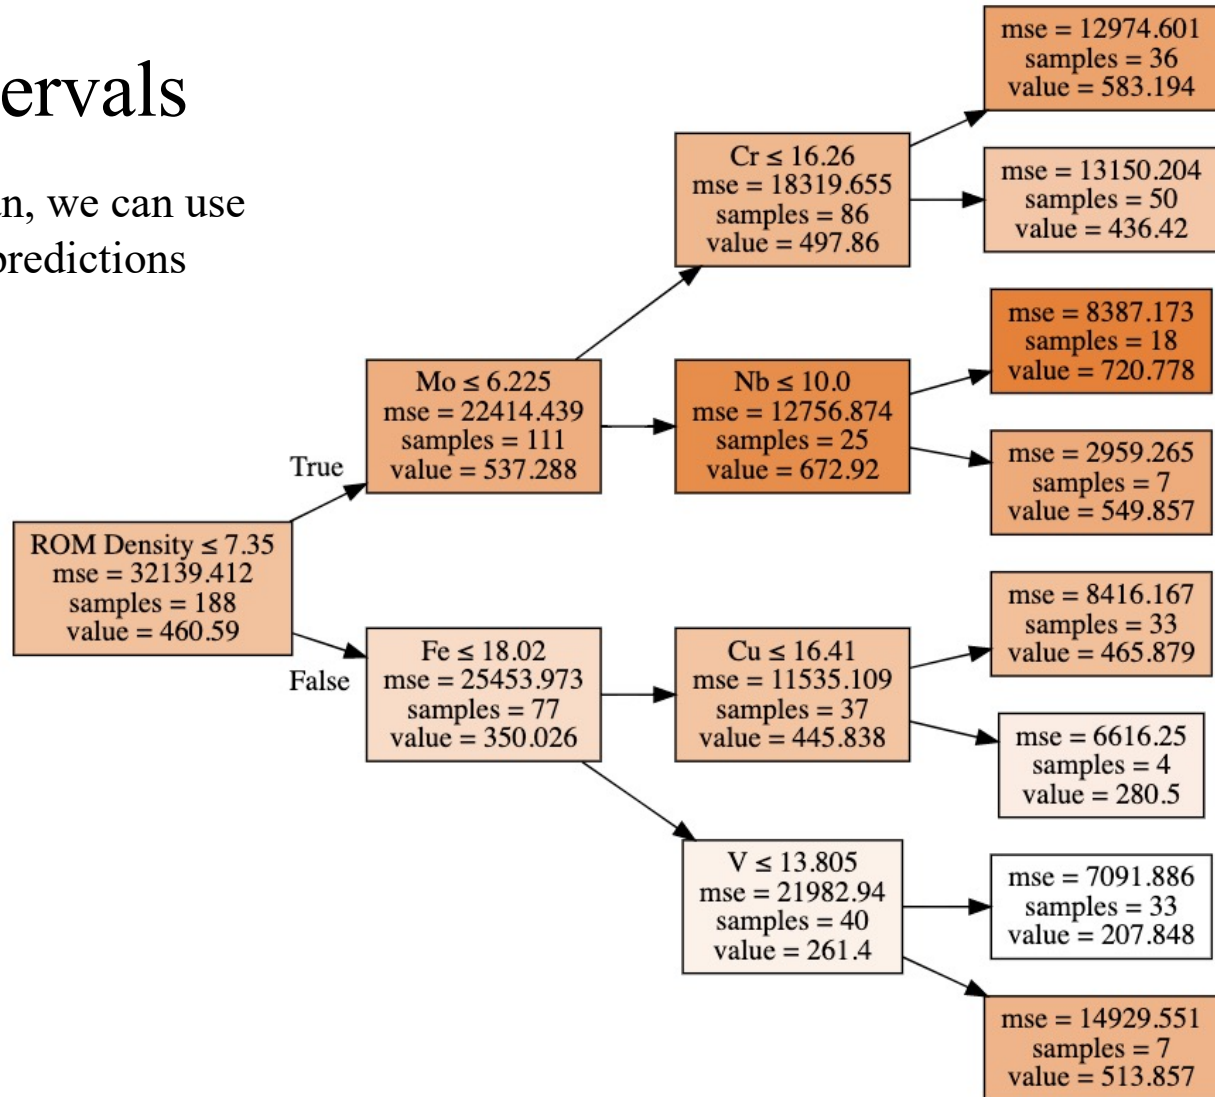 ervals
n, we can use
predictions
ROM Density ≤ 7.35
mse = 32139.412
samples = 188
value = 460.59
True
False
Mo ≤ 6.225
mse = 22414.439
samples = 111
value = 537.288
Fe ≤ 18.02
mse = 25453.973
samples = 77
value = 350.026
Cr ≤ 16.26
mse = 18319.655
samples = 86
value = 497.86
Nb ≤ 10.0
mse = 12756.874
samples = 25
value = 672.92
Cu ≤ 16.41
mse = 11535.109
samples = 37
value = 445.838
V ≤ 13.805
mse = 21982.94
samples = 40
value = 261.4
mse = 12974.601
samples = 36
value = 583.194
mse = 13150.204
samples = 50
value = 436.42
mse = 8387.173
samples = 18
value = 720.778
mse = 2959.265
samples = 7
value = 549.857
mse = 8416.167
samples = 33
value = 465.879
mse = 6616.25
samples = 4
value = 280.5
mse = 7091.886
samples = 33
value = 207.848
mse = 14929.551
samples = 7
value = 513.857